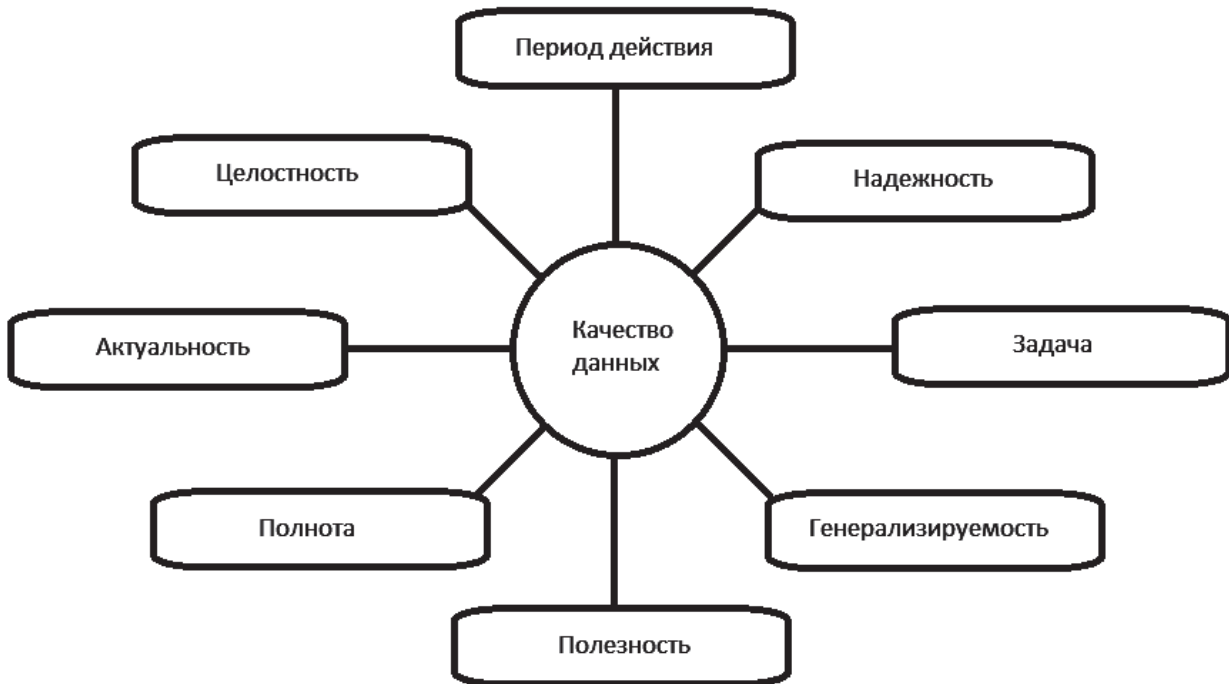 Период действия
Целостность
Надежность
Актуальность
Качество
данных
Задача
Полнота
Генерализируемость
Полезность